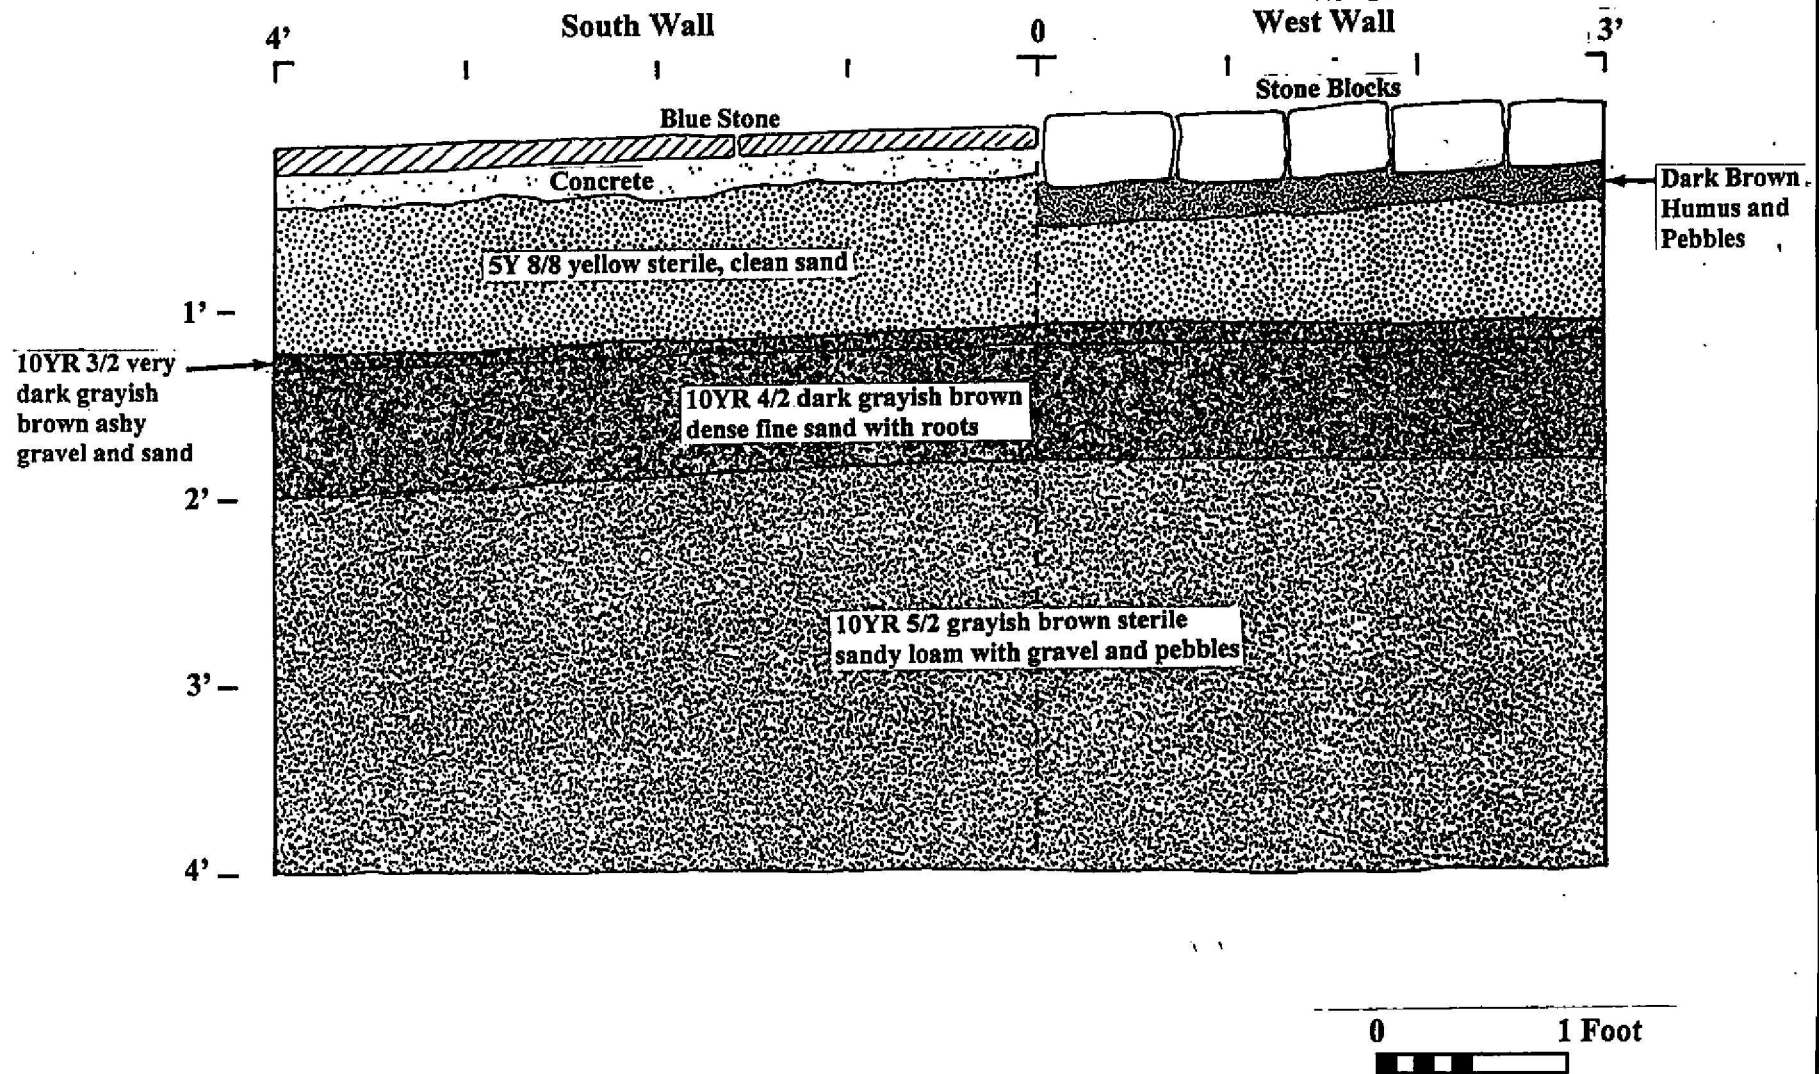 South Wall
West Wall
4’
0
3’
Stone Blocks
Blue Stone
Concrete
Dark Brown
Humus and
Pebbles
5Y 8/8 yellow sterile, clean sand
1’
10YR 3/2 very
dark grayish
brown ashy
gravel and sand
10YR 4/2 dark grayish brown
dense fine sand with roots
2’
10YR 5/2 grayish brown sterile
sandy loam with gravel and pebbles
3’
4’
0 1 Foot